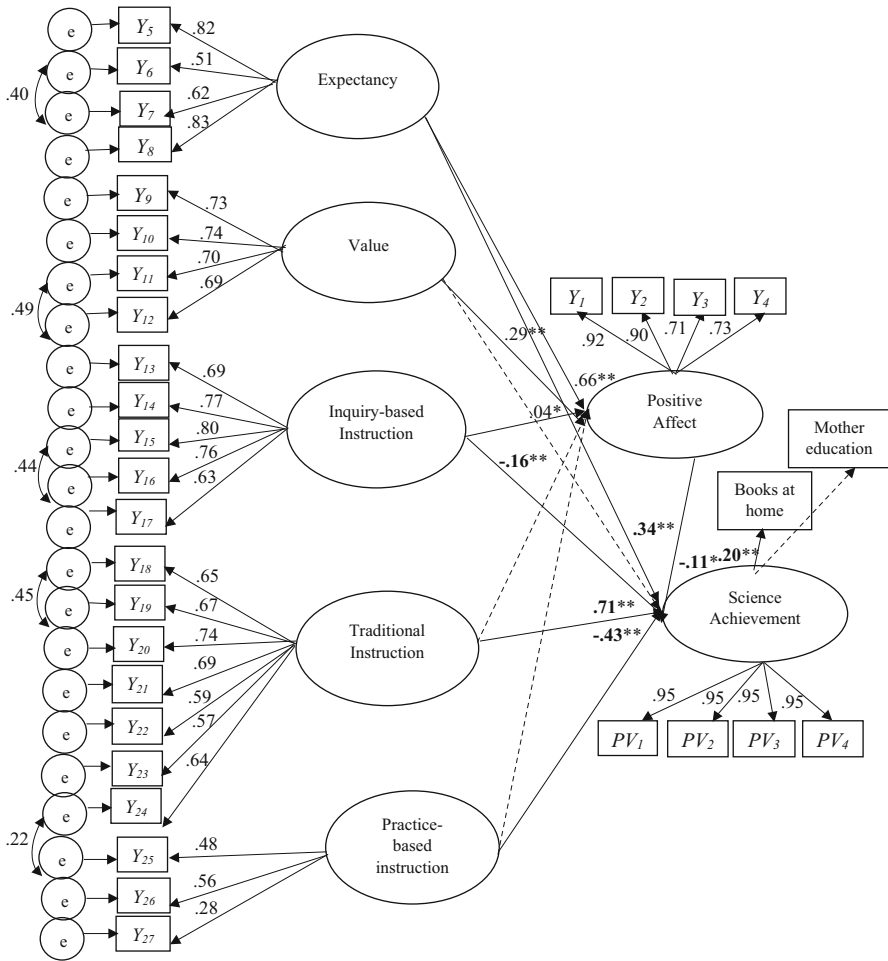 e
Y5
.82
e
Y6
.51
Expectancy
.40
e
Y7
.62
e
Y8
.83
e
Y9
.73
e
Y10
.74
Value
e
Y11
.70
.49
e
Y12
.69
e
Y13
.69
e
Y14
.77
Inquiry-based
Instruction
e
Y15
.80
.44
e
Y16
.76
e
Y17
.63
e
Y18
.65
.45
e
Y19
.67
e
Y20
.74
Traditional
Instruction
e
Y21
.69
e
Y22
.59
e
Y23
.57
e
Y24
.64
.22
e
Y25
.48
Practice-
based
instruction
e
Y26
.56
e
Y27
.28
Y1
Y2
Y3
Y4
.92
.90
.71
.73
.29**
.66**
.04*
Positive
Affect
-.16**
Mother
education
Books at
home
.34**
-.11*
.20**
.71**
-.43**
Science
Achievement
.95
.95
.95
.95
PV1
PV2
PV3
PV4